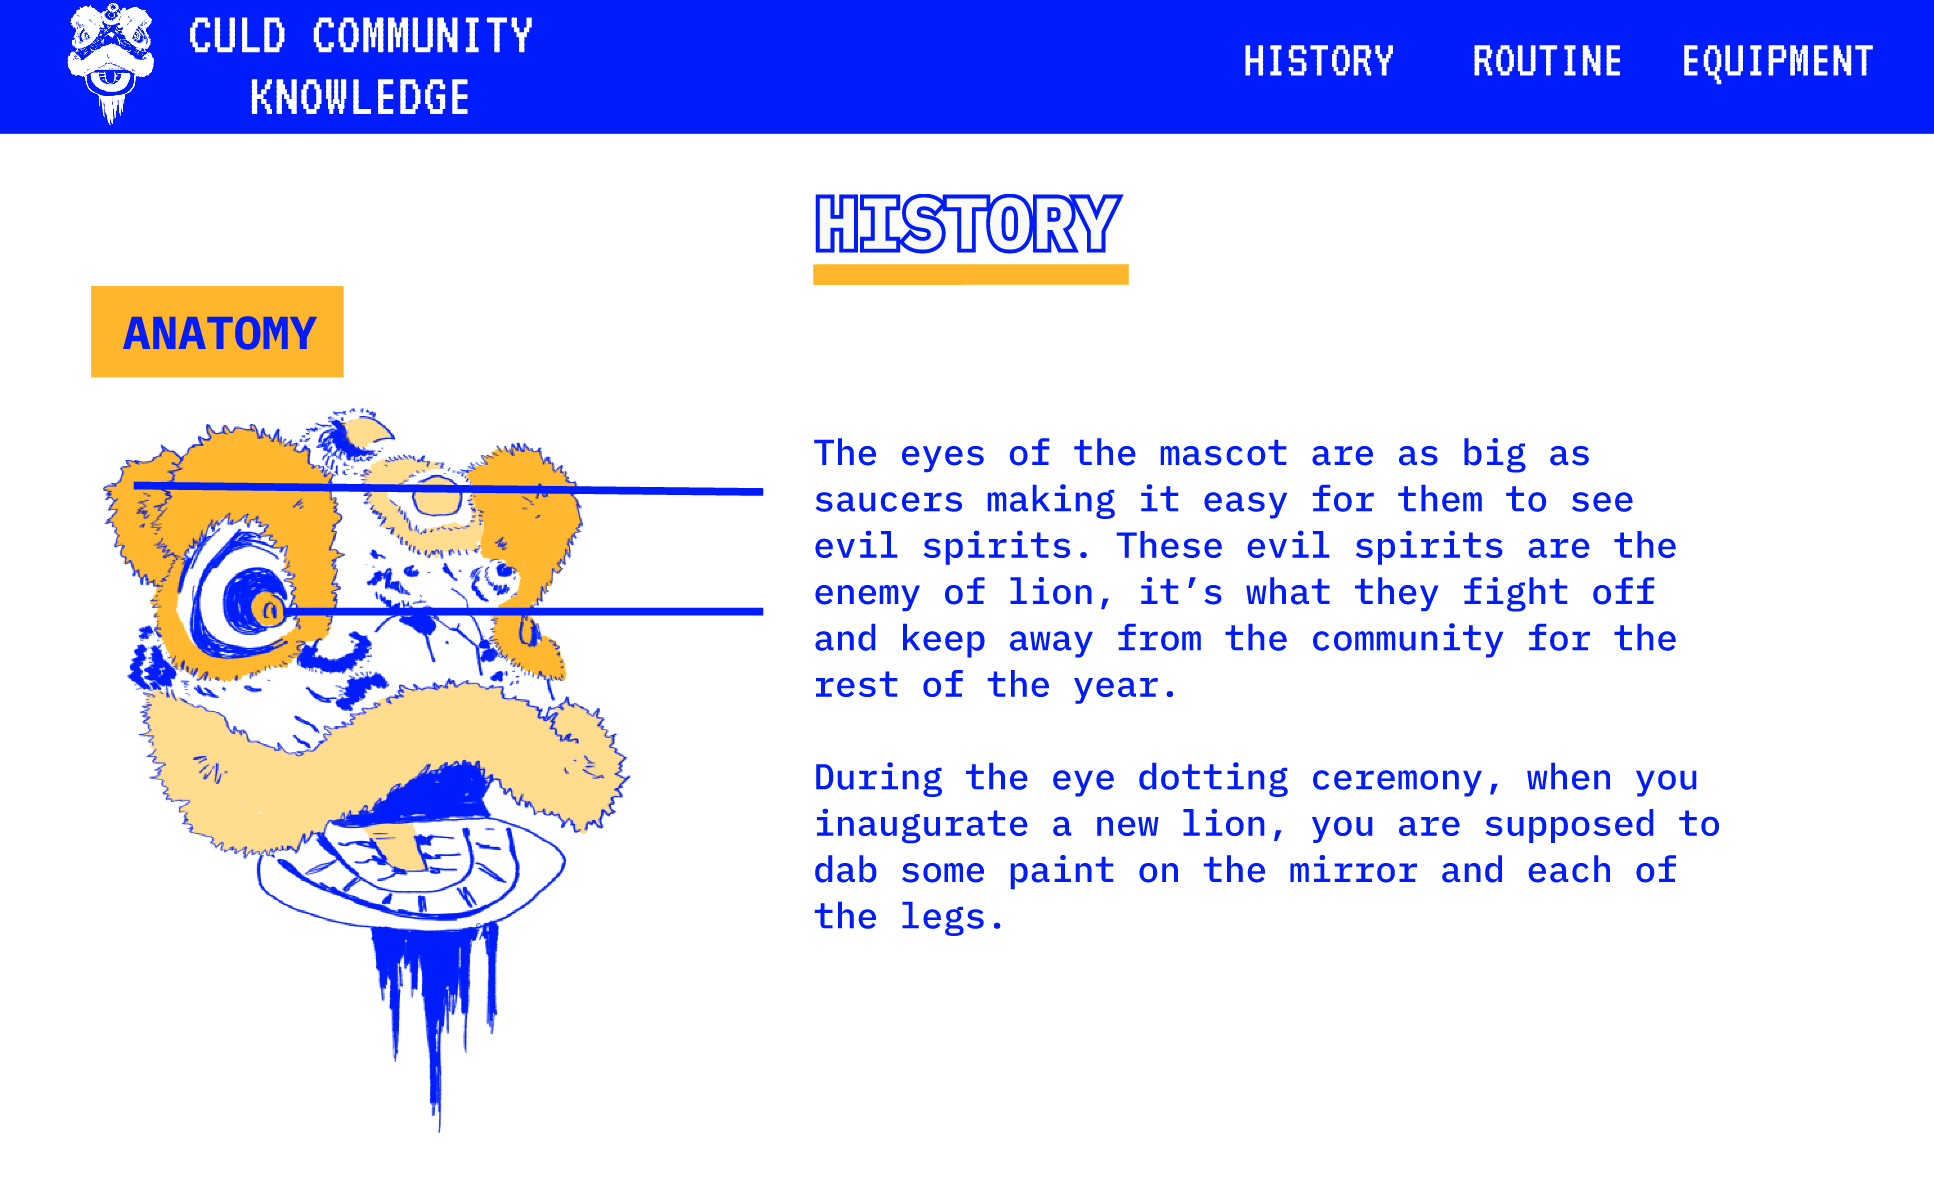 CULD COMMUNITY
KNOWLEDGE
HISTORY
ROUTINE
EQUIPMENT
HISTORY
ANATOMY
The eyes of the mascot are as big as
saucers making it easy for them to see
evil spirits. These evil spirits are the
enemy of lion, it’s what they fight off
and keep away from the community for the
rest of the year.
During the eye dotting ceremony, when you
inaugurate a new lion, you are supposed to
dab some paint on the mirror and each of
the legs.